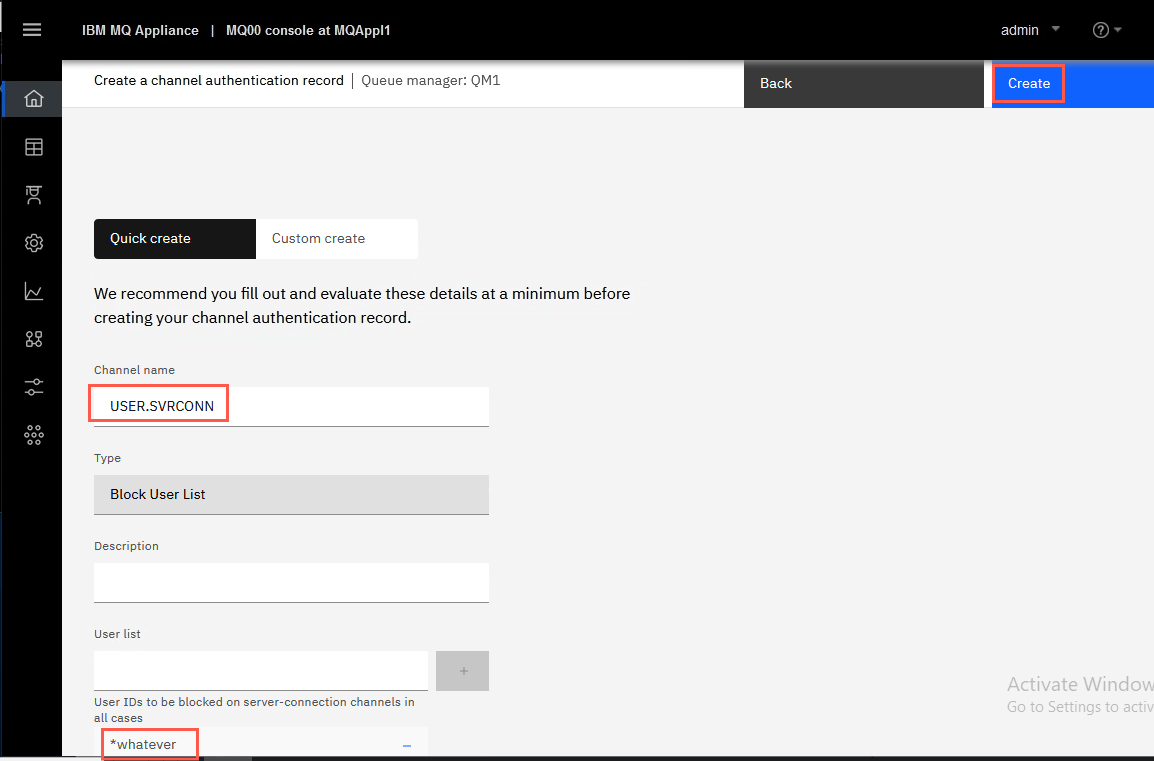 IBM MQ Appliance | MQ00 console at MQAppl1
admin
Create a channel authentication record | Queue manager: QM1
Back
Create
Quick create
Custom create
We recommend you fill out and evaluate these details at a minimum before
creating your channel authentication record.
Channel name
USER.SVRCONN
Type
Block User List
Description
User list
+
User IDs to be blocked on server-connection channels in
all cases
*whatever
Activate Window
Go to Settings to activ